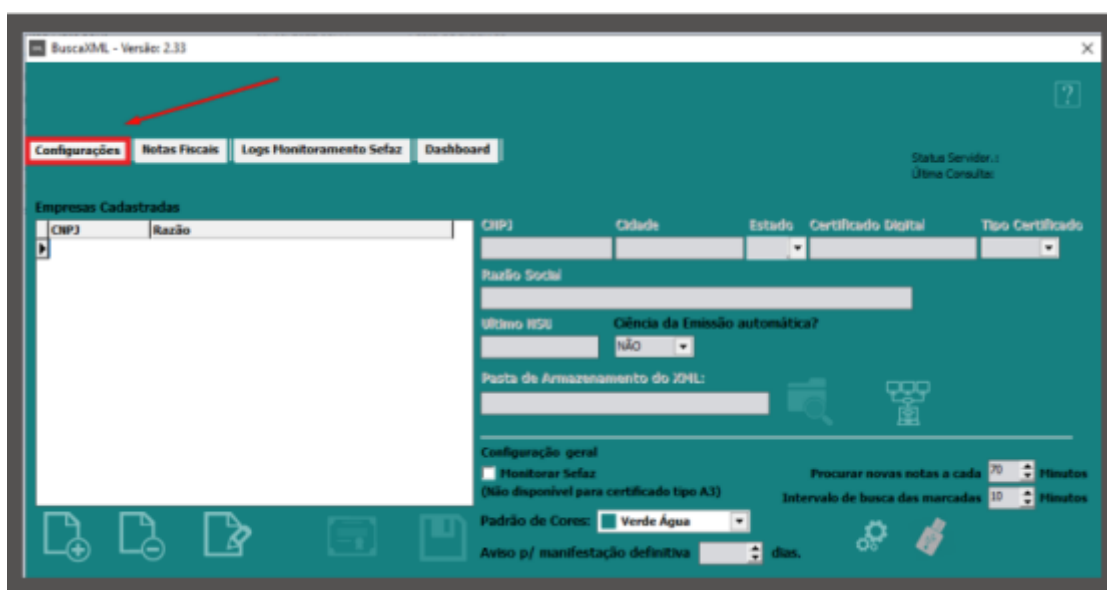 BuscaXML - Versão: 2.33
?
Configurações Notas Fiscais Logs Monitoramento Sefaz Dashboard
Status Servidor.:
Última Consulta:
Empresas Cadastradas
CNPJ Razão
CNPJ Cidade Estado Certificado Digital Tipo Certificado
Razão Social
Ultimo NSU Ciência da Emissão automática?
NÃO
Pasta de Armazenamento do XML:
Configuração geral
Monitorar Sefaz Procurar novas notas a cada 70 Minutos
(Não disponível para certificado tipo A3) Intervalo de busca das marcadas 10 Minutos
Padrão de Cores: Verde Água
Aviso p/ manifestação definitiva dias.